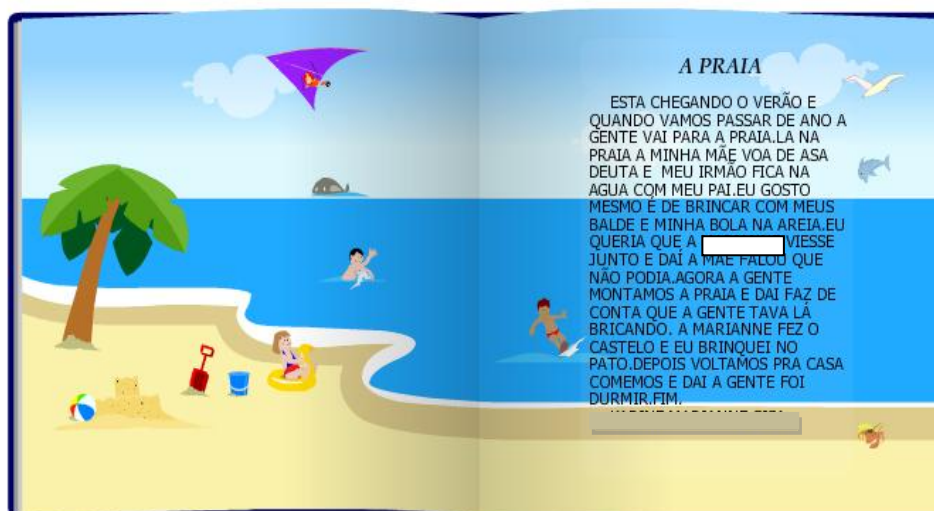 A PRAIA
ESTA CHEGANDO O VERÃO E
QUANDO VAMOS PASSAR DE ANO A
GENTE VAI PARA A PRAIA.LA NA
PRAIA A MINHA MÃE VOA DE ASA
DEUTA E MEU IRMÃO FICA NA
AGUA COM MEU PAI.EU GOSTO
MESMO É DE BRINCAR COM MEUS
BALDE E MINHA BOLA NA AREIA.EU
QUERIA QUE A VIESSE
JUNTO E DAÍ A MÃE FALOU QUE
NÃO PODIA.AGORA A GENTE
MONTAMOS A PRAIA E DAI FAZ DE
CONTA QUE A GENTE TAVA LÁ
BRICANDO. A MARIANNE FEZ O
CASTELO E EU BRINQUEI NO
PATO.DEPOIS VOLTAMOS PRA CASA
COMEMOS E DAI A GENTE FOI
DURMIR.FIM.